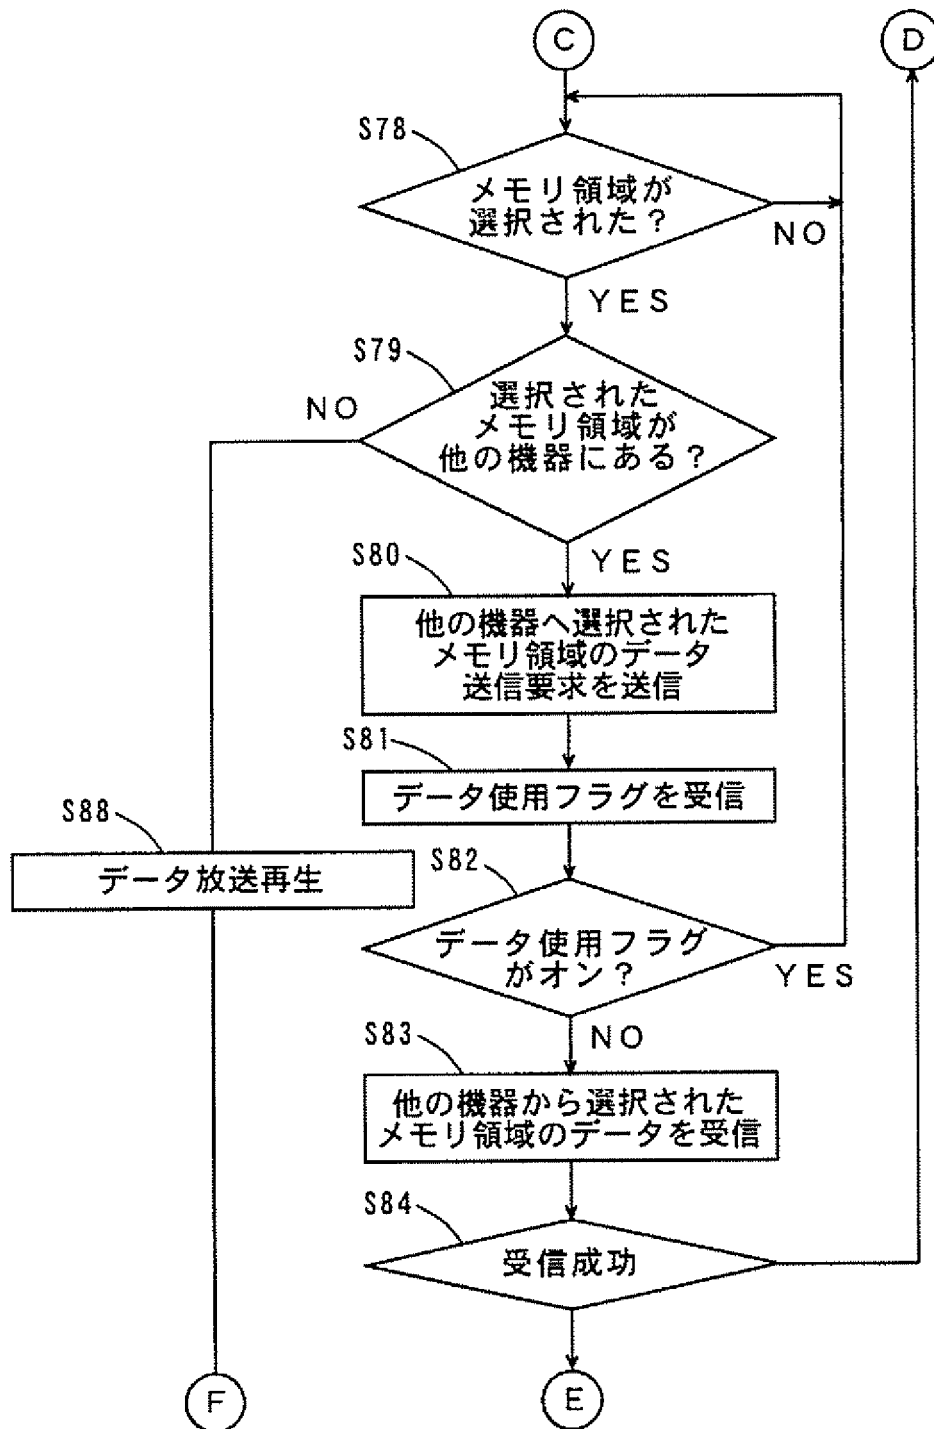 C
D
S78
メモリ領域が
選択された?
NO
YES
S79
選択された
メモリ領域が
他の機器にある?
NO
YES
S80
他の機器へ選択された
メモリ領域のデータ
送信要求を送信
S81
データ使用フラグを受信
S88
データ放送再生
S82
データ使用フラグ
がオン?
YES
NO
S83
他の機器から選択された
メモリ領域のデータを受信
S84
受信成功
F
E